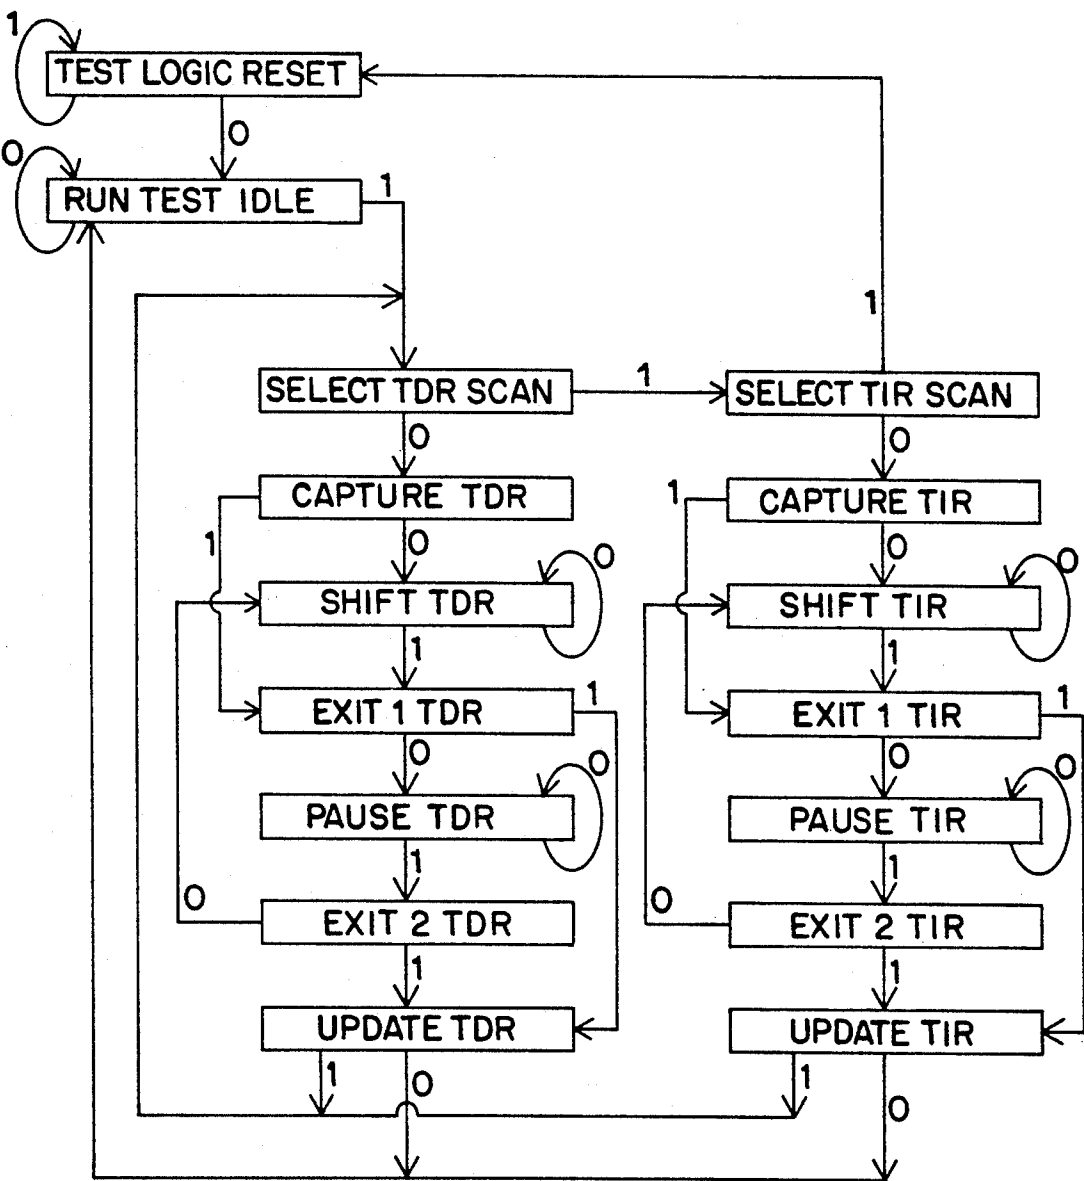 1
TEST LOGIC RESET
0
0
RUN TEST IDLE
1
1
SELECT TDR SCAN
1
SELECT TIR SCAN
0
0
CAPTURE TDR
1
CAPTURE TIR
1
0
0
0
0
SHIFT TDR
SHIFT TIR
1
1
EXIT 1 TDR
1
EXIT 1 TIR
1
0
0
0
0
PAUSE TDR
PAUSE TIR
1
1
0
EXIT 2 TDR
0
EXIT 2 TIR
1
1
UPDATE TDR
UPDATE TIR
1
0
1
0